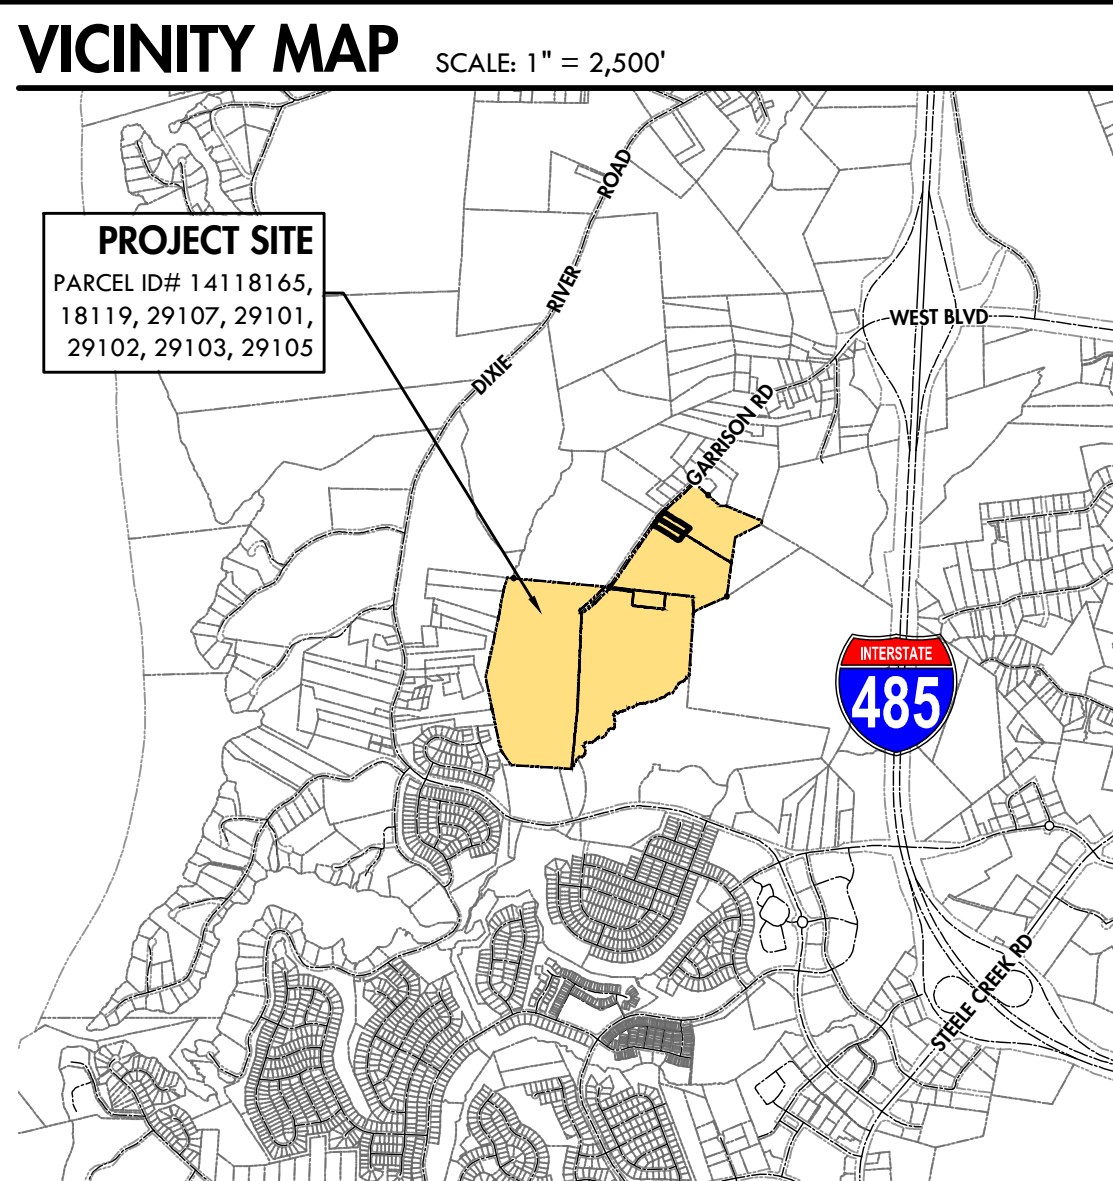 VICINITY MAP
SCALE: 1" = 2,500'
PROJECT SITE
PARCEL ID# 14118165,
18119, 29107, 29101,
29102, 29103, 29105
DIXIE RIVER ROAD
WEST BLVD
GARRISON RD
INTERSTATE
485
STEELE CREEK RD